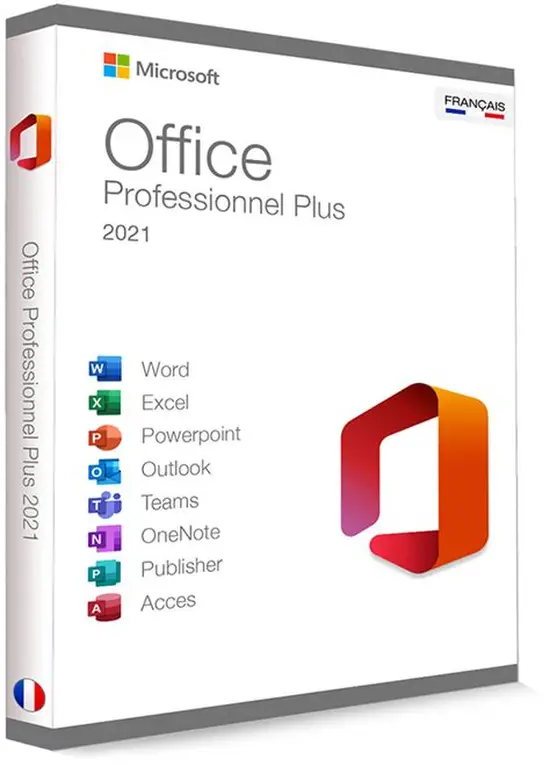 Microsoft
FRANÇAIS
Office
Professionnel Plus
2021
Office Professionnel Plus 2021
W Word
X Excel
P Powerpoint
O Outlook
T Teams
N OneNote
P Publisher
A Acces